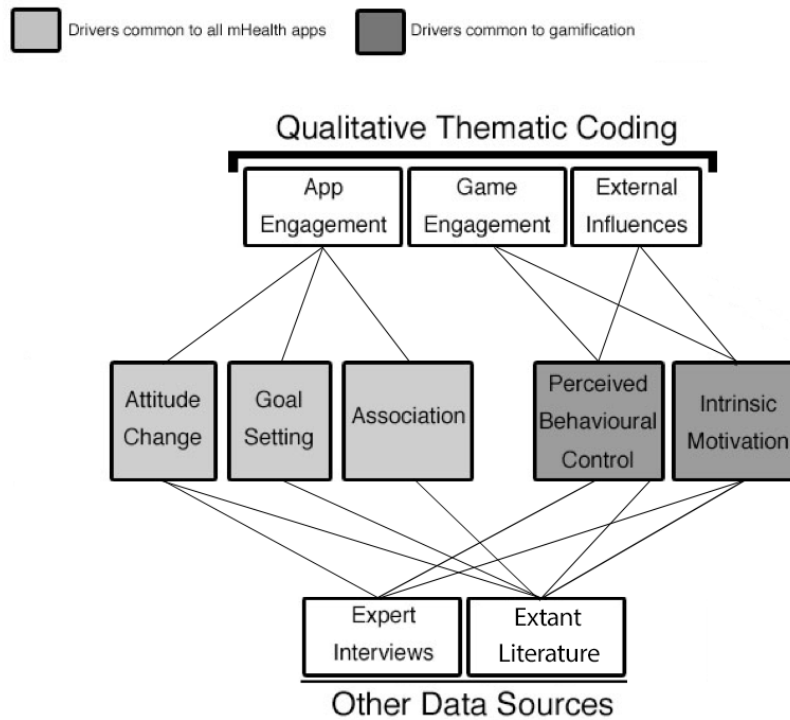 Drivers common to all mHealth apps
Drivers common to gamification
Qualitative Thematic Coding
App
Engagement
Game
Engagement
External
Influences
Attitude
Change
Goal
Setting
Association
Perceived
Behavioural
Control
Intrinsic
Motivation
Expert
Interviews
Extant
Literature
Other Data Sources